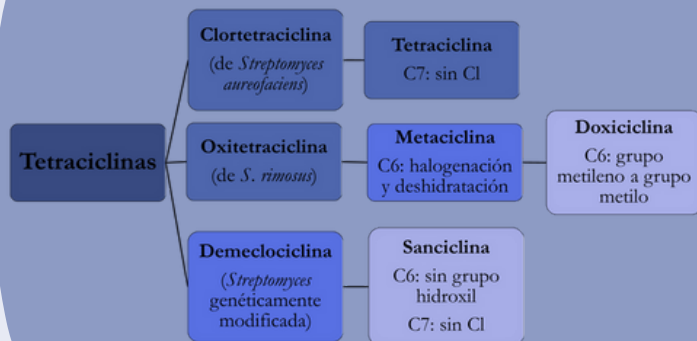 Tetraciclinas
Clortetraciclina
(de Streptomyces
aureofaciens)
Tetraciclina
C7: sin Cl
Oxitetraciclina
(de S. rimosus)
Metaciclina
C6: halogenación
y deshidratación
Doxiciclina
C6: grupo
metileno a grupo
metilo
Demeclociclina
(Streptomyces
genéticamente
modificada)
Sanciclina
C6: sin grupo
hidroxil
C7: sin Cl